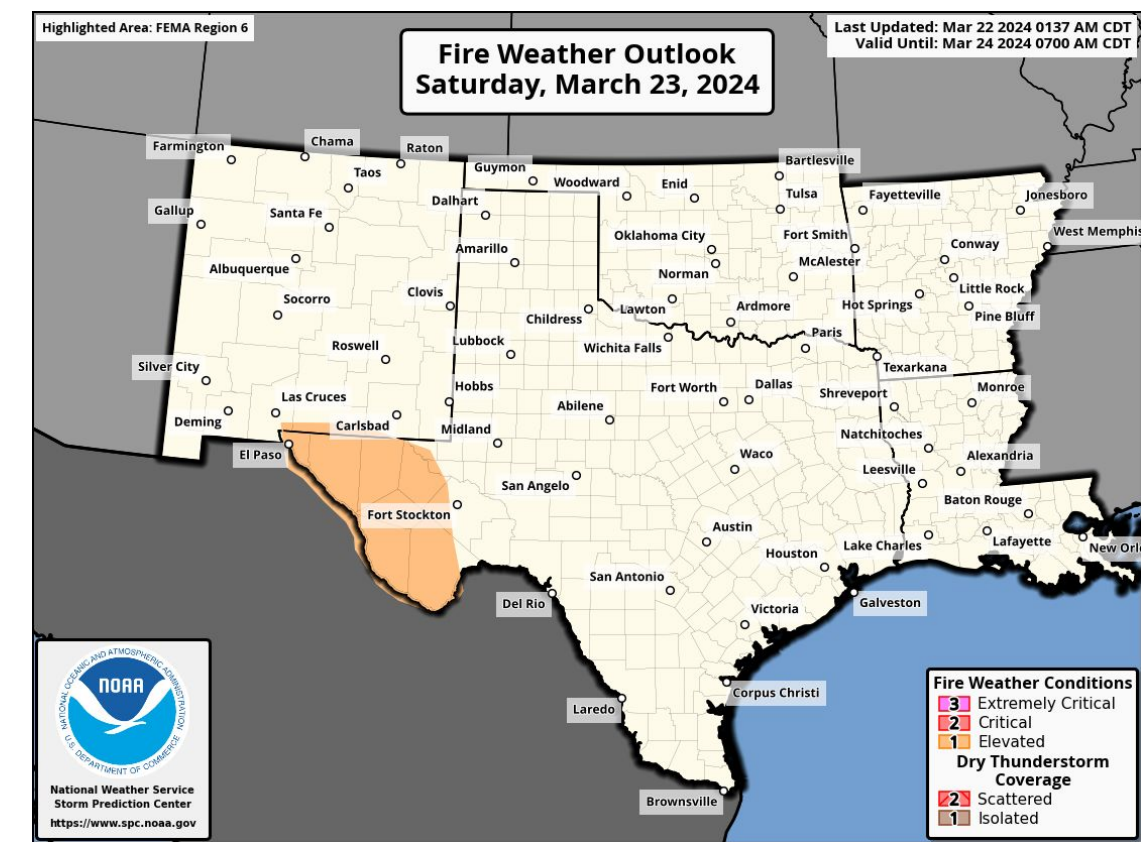 Highlighted Area: FEMA Region 6
Last Updated: Mar 22 2024 0137 AM CDT
Valid Until: Mar 24 2024 0700 AM CDT
Fire Weather Outlook
Saturday, March 23, 2024
Farmington
Chama
Raton
Taos
Guymon
Woodward
Enid
Bartlesville
Tulsa
Fayetteville
Jonesboro
Gallup
Santa Fe
Dalhart
Oklahoma City
Fort Smith
West Memphis
Albuquerque
Amarillo
Norman
McAlester
Conway
Socorro
Clovis
Childress
Lawton
Ardmore
Hot Springs
Little Rock
Pine Bluff
Roswell
Lubbock
Wichita Falls
Paris
Texarkana
Silver City
Hobbs
Fort Worth
Dallas
Shreveport
Monroe
Las Cruces
Abilene
Deming
Carlsbad
Midland
Natchitoches
El Paso
Waco
Alexandria
San Angelo
Leesville
Fort Stockton
Baton Rouge
Austin
Lake Charles
Lafayette
New Orl
Houston
San Antonio
Del Rio
Galveston
Victoria
Laredo
Corpus Christi
Brownsville
NATIONAL OCEANIC AND ATMOSPHERIC ADMINISTRATION
NOAA
U.S. DEPARTMENT OF COMMERCE
National Weather Service
Storm Prediction Center
https://www.spc.noaa.gov
Fire Weather Conditions
3 Extremely Critical
2 Critical
1 Elevated
Dry Thunderstorm
Coverage
2 Scattered
1 Isolated